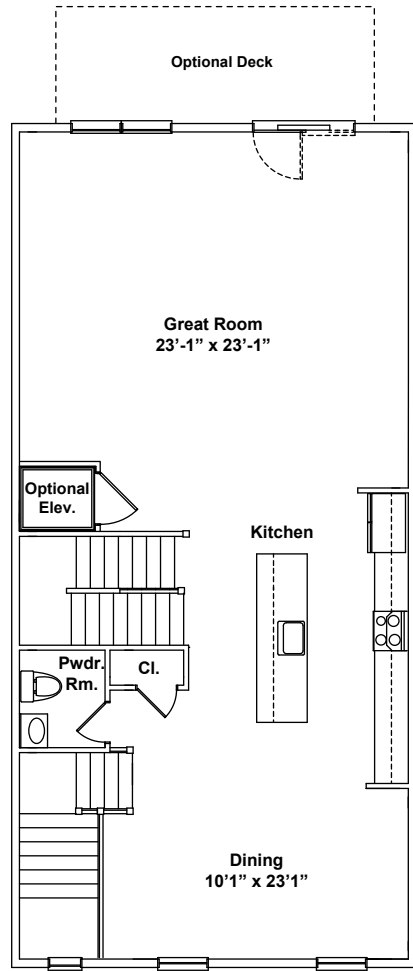 Optional Deck
Great Room
23'-1” x 23'-1”
Optional
Elev.
Kitchen
Pwdr.
Rm.
Cl.
Dining
10’1” x 23’1”